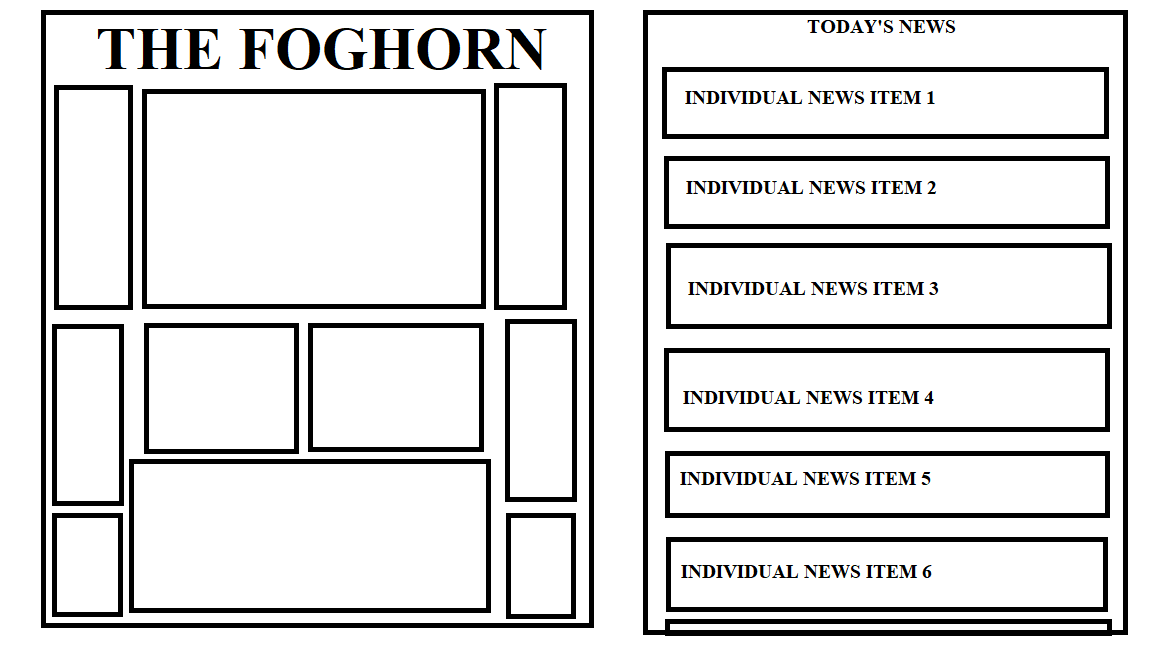 THE FOGHORN
TODAY'S NEWS
INDIVIDUAL NEWS ITEM 1
INDIVIDUAL NEWS ITEM 2
INDIVIDUAL NEWS ITEM 3
INDIVIDUAL NEWS ITEM 4
INDIVIDUAL NEWS ITEM 5
INDIVIDUAL NEWS ITEM 6